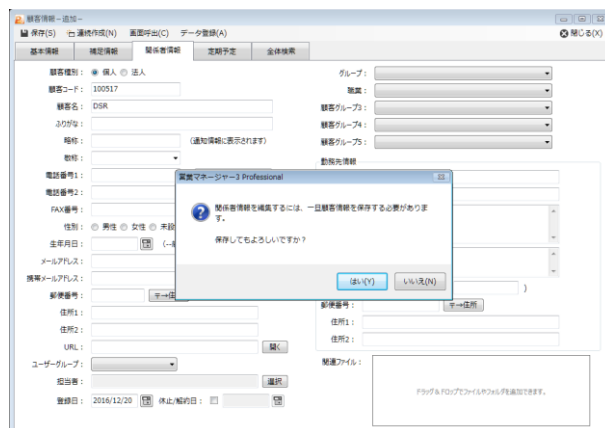 顧客情報－追加－
保存(S) 連続作成(N) 画面呼出(C) データ登録(A) 閉じる(X)
基本情報 補足情報 関係者情報 定期予定 全体検索
顧客種別： 個人 法人
顧客コード： 100517
顧客名： DSR
ふりがな：
略称： (通知情報に表示されます)
敬称：
電話番号1：
電話番号2：
FAX番号：
性別： 男性 女性 未設
生年月日： (--
メールアドレス：
携帯メールアドレス：
郵便番号： 〒→住
住所1：
住所2：
URL： 開く
ユーザーグループ：
担当者： 選択
登録日： 2016/12/20 休止/解約日：
グループ：
職業：
顧客グループ3：
顧客グループ4：
顧客グループ5：
勤務先情報
)
郵便番号： 〒→住所
住所1：
住所2：
関連ファイル：
ドラッグ＆ドロップでファイルやフォルダを追加できます。
営業マネージャー3 Professional
関係者情報を編集するには、一旦顧客情報を保存する必要がありま
す。
保存してもよろしいですか？
はい(Y) いいえ(N)